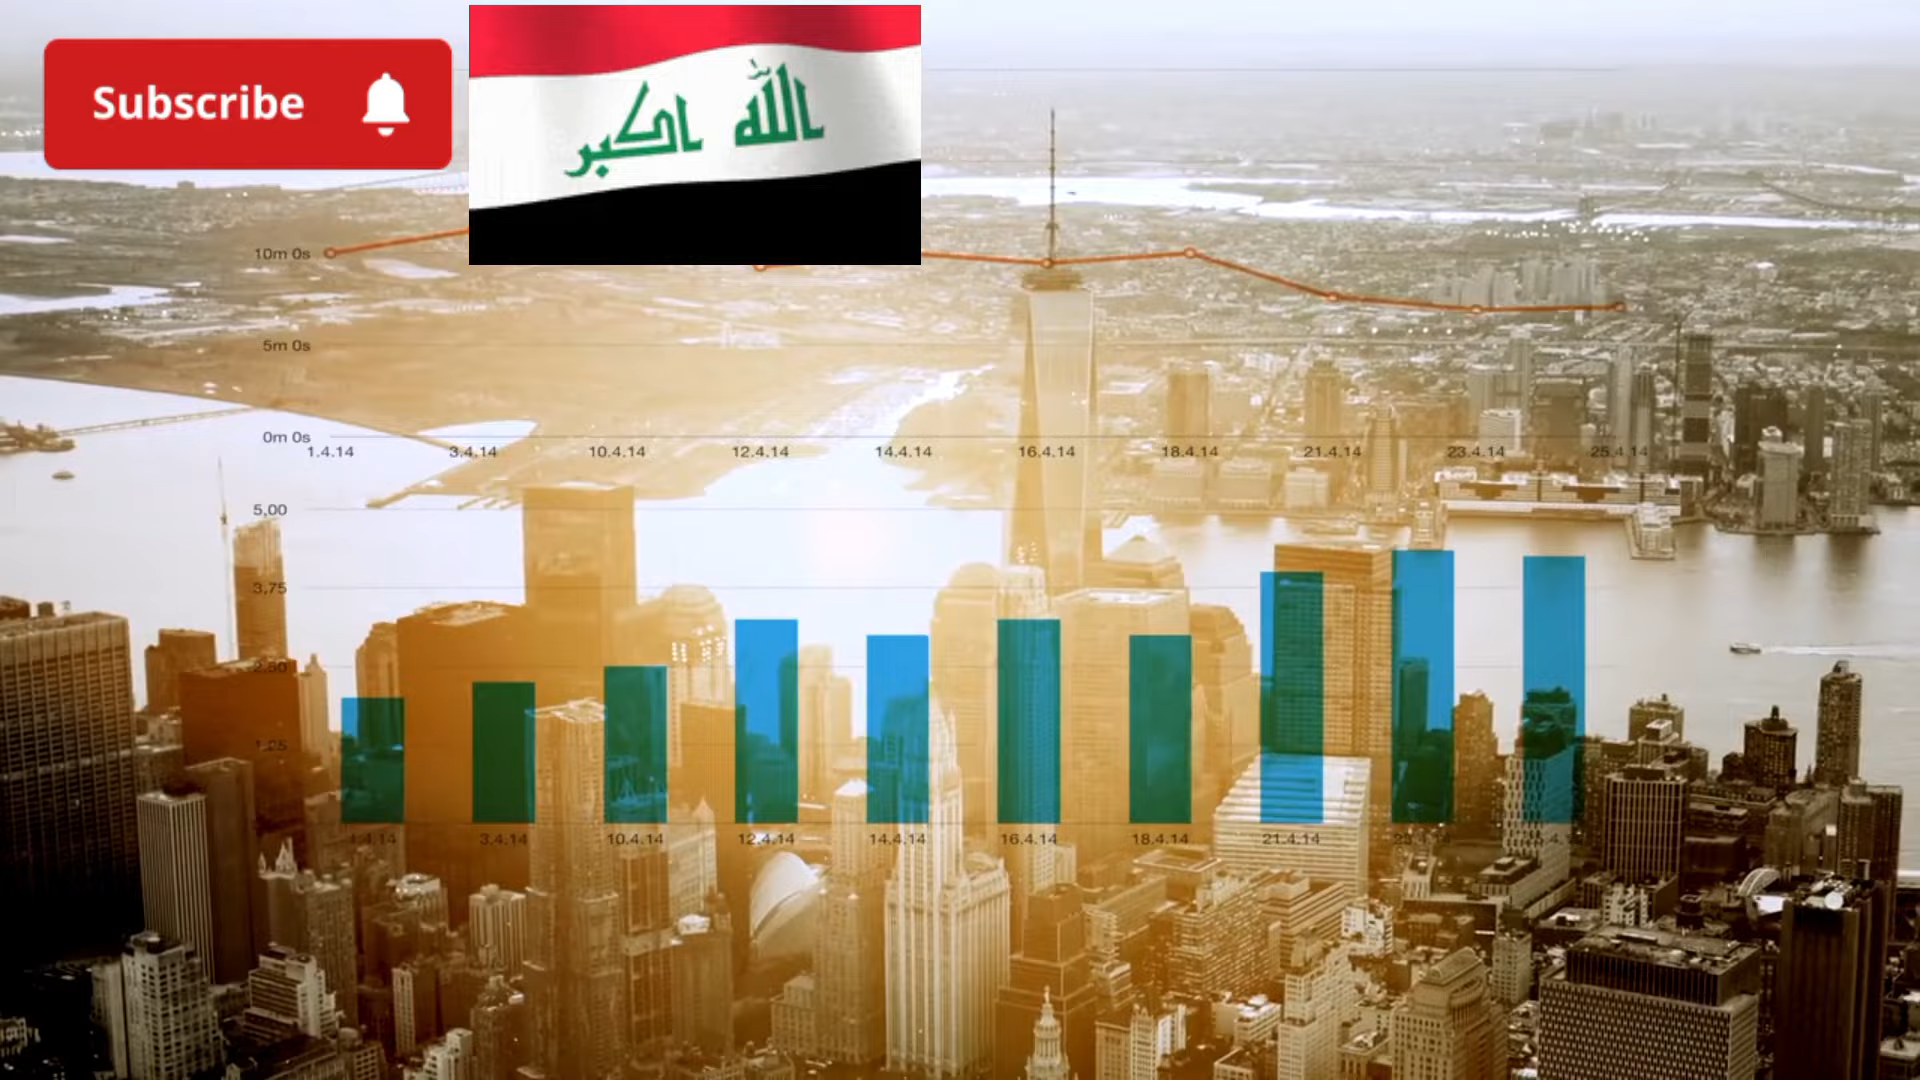 Subscribe
الله اكبر
10m 0s
5m 0s
0m 0s
1.4.14 3.4.14 10.4.14 12.4.14 14.4.14 16.4.14 18.4.14 21.4.14 23.4.14 25.4.14
5,00
3,75
2,50
1,25
1.4.14 3.4.14 10.4.14 12.4.14 14.4.14 16.4.14 18.4.14 21.4.14